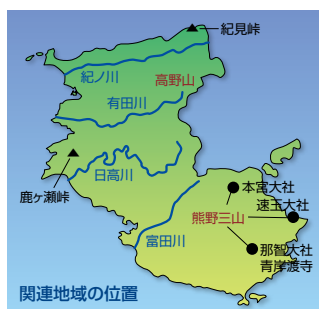 紀見峠
紀ノ川
高野山
有田川
日高川
鹿ヶ瀬峠
本宮大社
速玉大社
熊野三山
富田川
那智大社
青岸渡寺
関連地域の位置